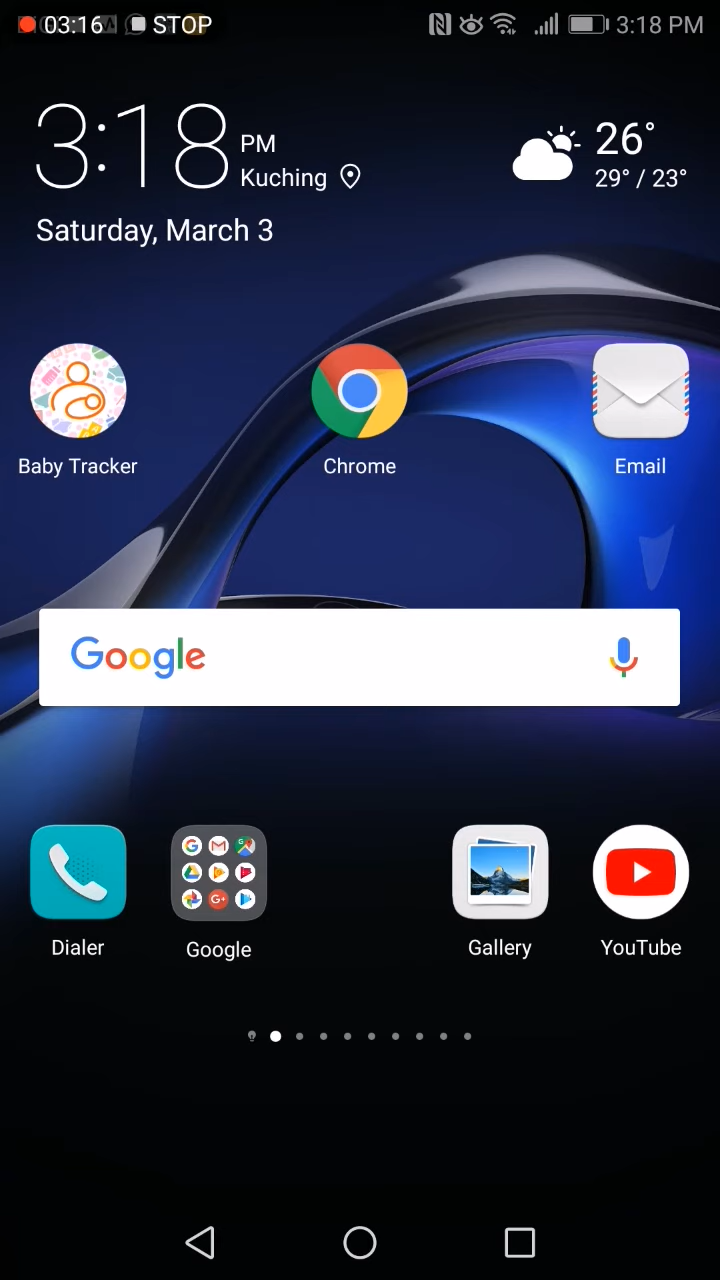 03:16 STOP 3:18 PM
3:18 PM
Kuching
26°
29° / 23°
Saturday, March 3
Baby Tracker
Chrome
Email
Google
Dialer
Google
Gallery
YouTube